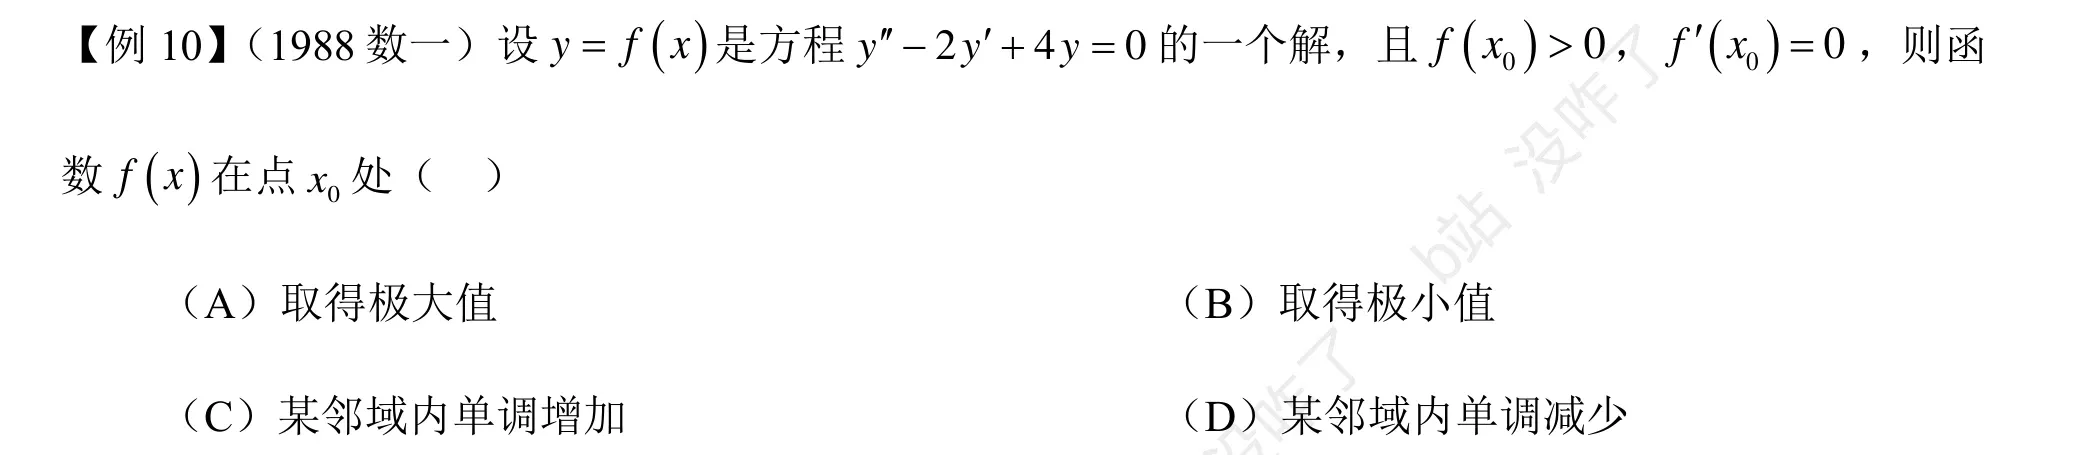 【例 10】（1988 数一）设 y = f(x) 是方程 y″ − 2y′ + 4y = 0 的一个解，且 f(x₀) > 0，f′(x₀) = 0，则函
数 f(x) 在点 x₀ 处（ ）
（A）取得极大值 （B）取得极小值
（C）某邻域内单调增加 （D）某邻域内单调减少
b站 没咋了
没咋了